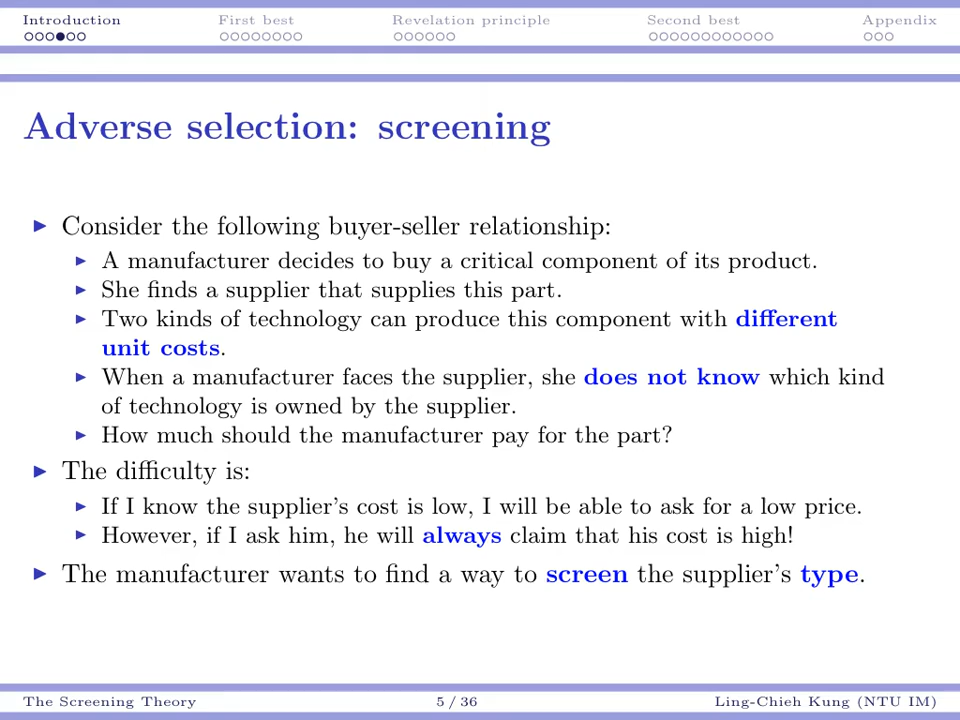 Introduction First best Revelation principle Second best Appendix
Adverse selection: screening
Consider the following buyer-seller relationship:
A manufacturer decides to buy a critical component of its product.
She finds a supplier that supplies this part.
Two kinds of technology can produce this component with different
unit costs.
When a manufacturer faces the supplier, she does not know which kind
of technology is owned by the supplier.
How much should the manufacturer pay for the part?
The difficulty is:
If I know the supplier's cost is low, I will be able to ask for a low price.
However, if I ask him, he will always claim that his cost is high!
The manufacturer wants to find a way to screen the supplier's type.
The Screening Theory 5 / 36 Ling-Chieh Kung (NTU IM)